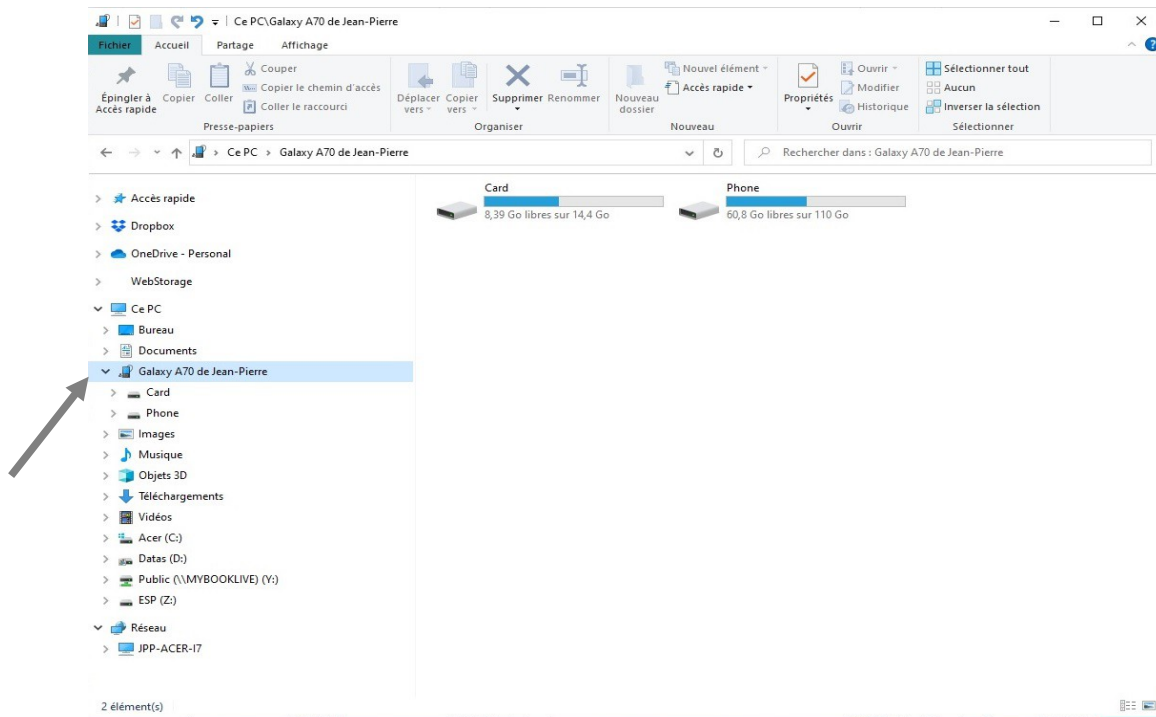 Ce PC\Galaxy A70 de Jean-Pierre
Fichier Accueil Partage Affichage
Épingler à Accès rapide
Copier
Coller
Couper
Copier le chemin d'accès
Coller le raccourci
Presse-papiers
Déplacer vers
Copier vers
Supprimer
Renommer
Organiser
Nouveau dossier
Nouvel élément
Accès rapide
Nouveau
Propriétés
Ouvrir
Modifier
Historique
Ouvrir
Sélectionner tout
Aucun
Inverser la sélection
Sélectionner
Ce PC > Galaxy A70 de Jean-Pierre
Rechercher dans : Galaxy A70 de Jean-Pierre
Accès rapide
Dropbox
OneDrive - Personal
WebStorage
Ce PC
Bureau
Documents
Galaxy A70 de Jean-Pierre
Card
Phone
Images
Musique
Objets 3D
Téléchargements
Vidéos
Acer (C:)
Datas (D:)
Public (\\MYBOOKLIVE) (Y:)
ESP (Z:)
Réseau
JPP-ACER-I7
Card
8,39 Go libres sur 14,4 Go
Phone
60,8 Go libres sur 110 Go
2 élément(s)